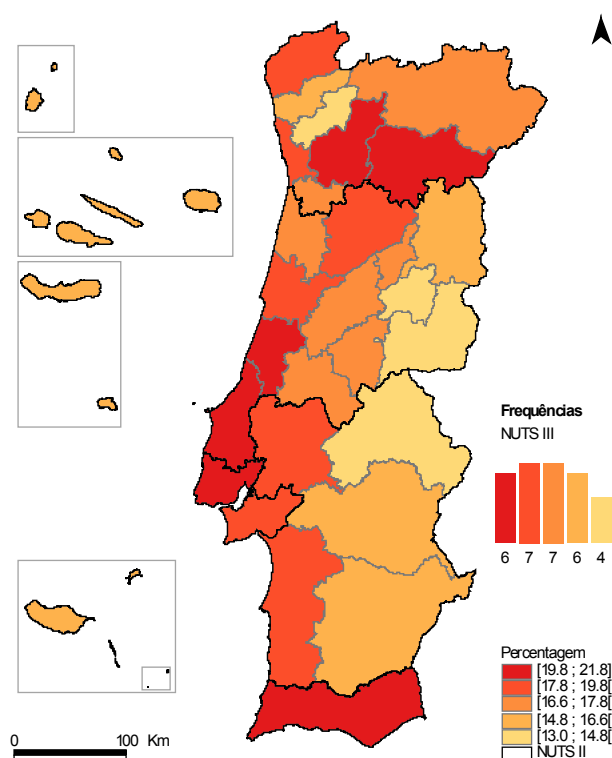 Frequências
NUTS III
6 7 7 6 4
Percentagem
[19.8 ; 21.8]
[17.8 ; 19.8[
[16.6 ; 17.8[
[14.8 ; 16.6[
[13.0 ; 14.8[
NUTS II
0 100 Km